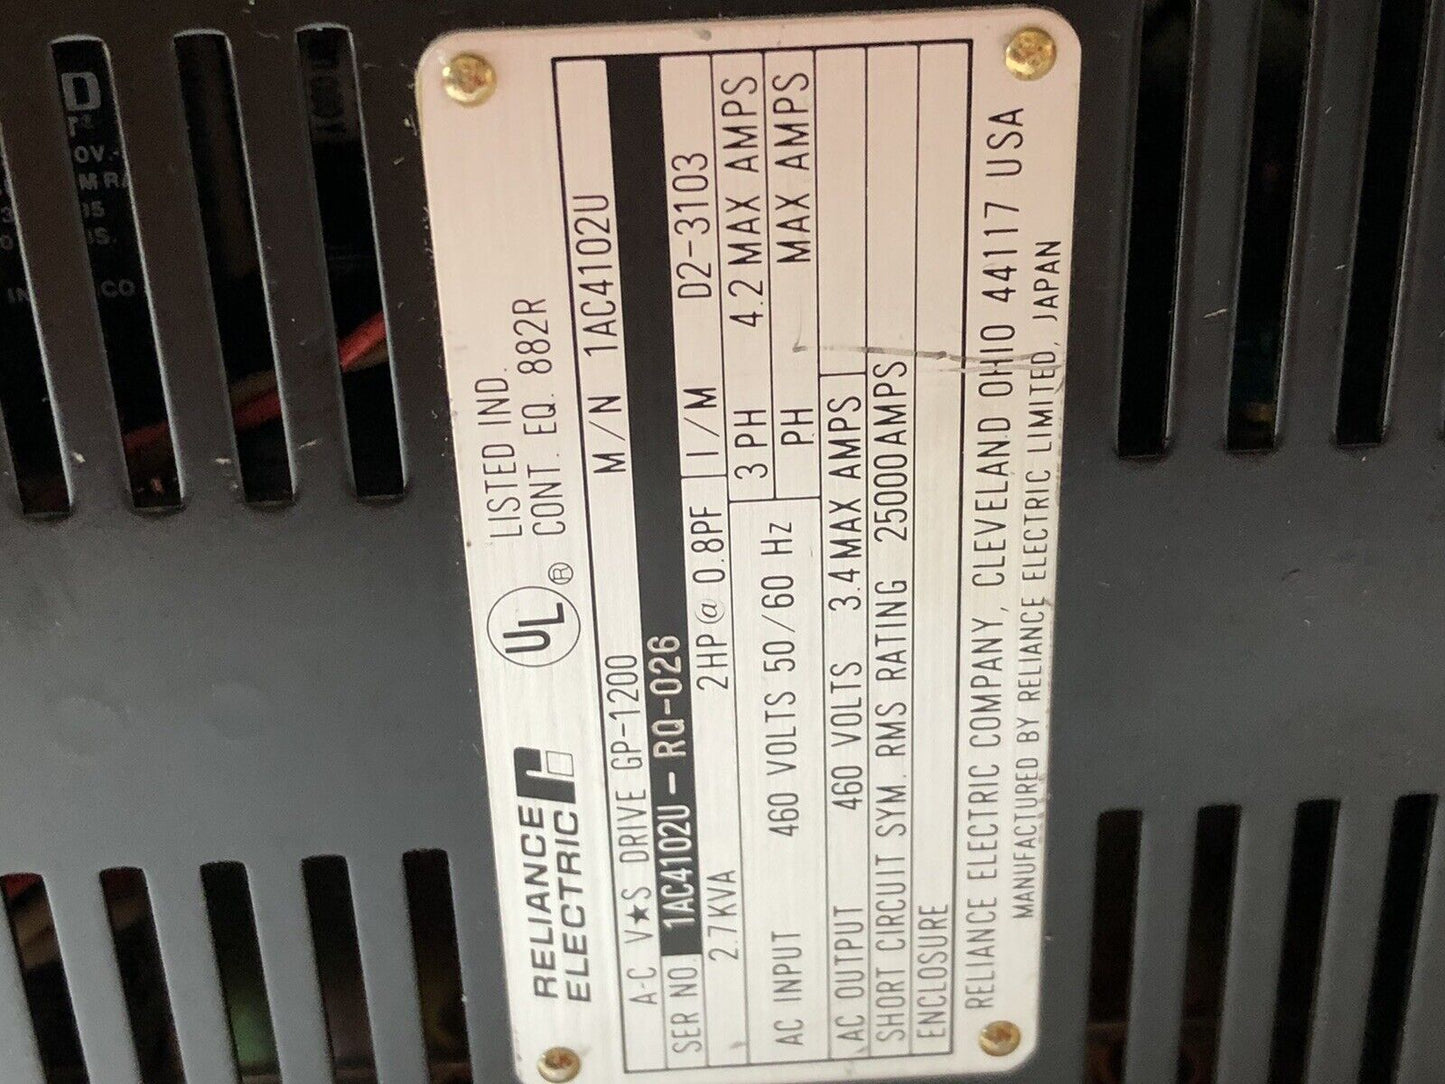 RELIANCE
ELECTRIC
UL ® LISTED IND.
CONT. EQ. 882R
A-C V★S DRIVE GP-1200 M/N 1AC4102U
SER NO 1AC4102U-RQ-026
2.7KVA 2HP@ 0.8PF I/M D2-3103
AC INPUT 460 VOLTS 50/60 Hz 3 PH 4.2 MAX AMPS
PH MAX AMPS
AC OUTPUT 460 VOLTS 3.4 MAX AMPS
SHORT CIRCUIT SYM. RMS RATING 25000AMPS
ENCLOSURE
RELIANCE ELECTRIC COMPANY, CLEVELAND OHIO 44117 USA
MANUFACTURED BY RELIANCE ELECTRIC LIMITED, JAPAN